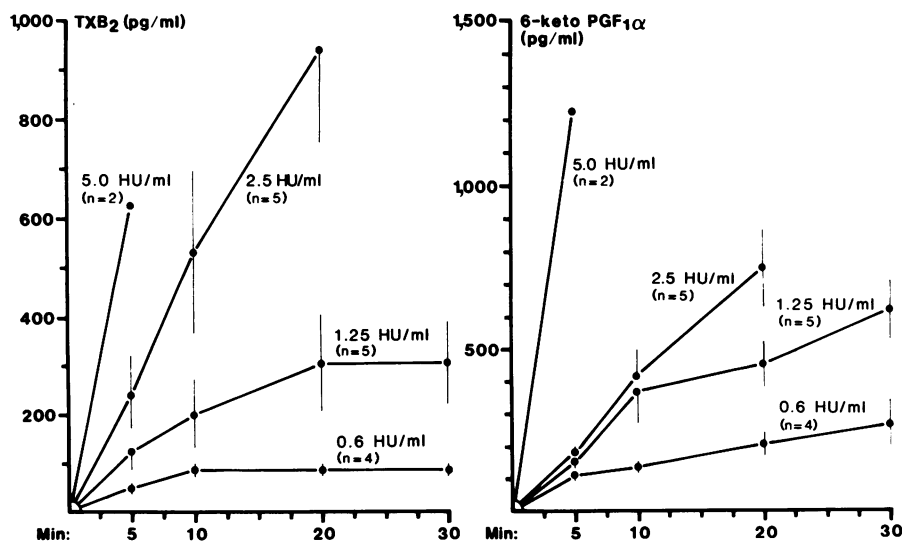 1,000
TXB2 (pg/ml)
800
600
400
200
5.0 HU/ml
(n=2)
2.5 HU/ml
(n=5)
1.25 HU/ml
(n=5)
0.6 HU/ml
(n=4)
Min: 5 10 20 30
1,500
6-keto PGF1α
(pg/ml)
1,000
500
5.0 HU/ml
(n=2)
2.5 HU/ml
(n=5)
1.25 HU/ml
(n=5)
0.6 HU/ml
(n=4)
Min: 5 10 20 30